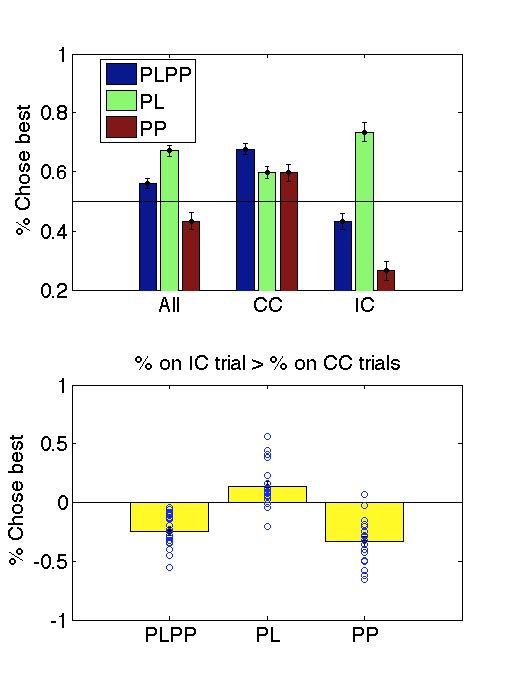 1
0.8
0.6
0.4
0.2
% Chose best
PLPP
PL
PP
All CC IC
% on IC trial > % on CC trials
1
0.5
0
-0.5
-1
% Chose best
PLPP PL PP